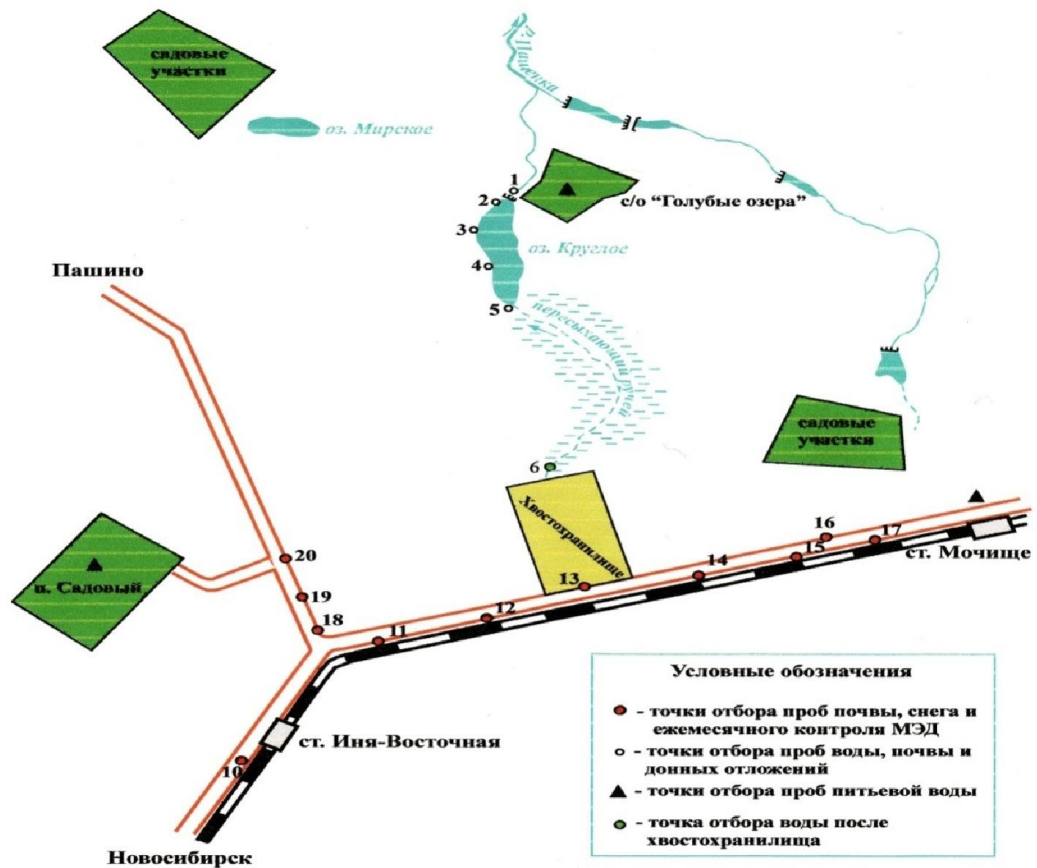 садовые
участки
р. Пашенка
оз. Мирское
1
2
с/о “Голубые озера”
3
оз. Круглое
4
Пашино
5
пересыхающий ручей
садовые
участки
6
Хвостохранилище
16
17
20
15
ст. Мочище
14
п. Садовый
13
19
12
18
11
Условные обозначения
- точки отбора проб почвы, снега и
ежемесячного контроля МЭД
ст. Иня-Восточная
- точки отбора проб воды, почвы и
донных отложений
10
- точки отбора проб питьевой воды
- точка отбора воды после
хвостохранилища
Новосибирск